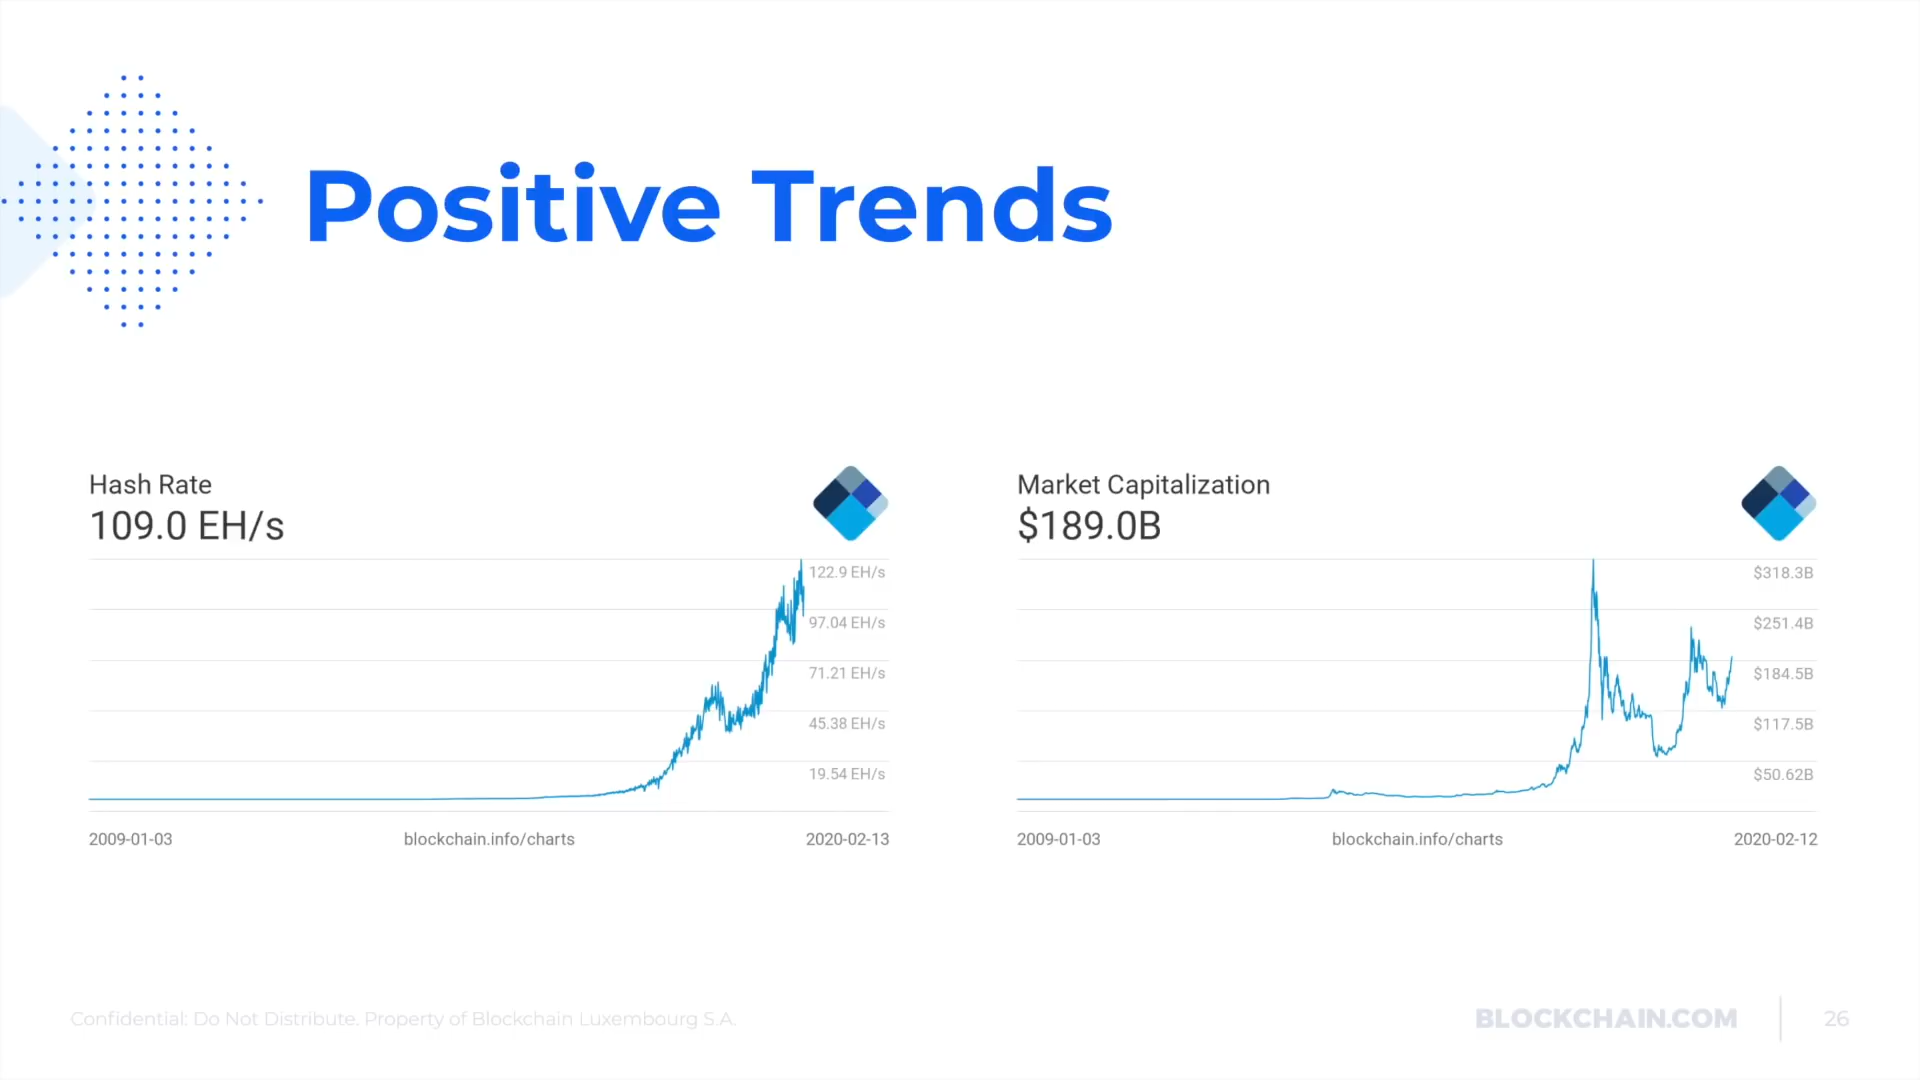 Positive Trends
Hash Rate
109.0 EH/s
122.9 EH/s
97.04 EH/s
71.21 EH/s
45.38 EH/s
19.54 EH/s
2009-01-03 blockchain.info/charts 2020-02-13
Market Capitalization
$189.0B
$318.3B
$251.4B
$184.5B
$117.5B
$50.62B
2009-01-03 blockchain.info/charts 2020-02-12
Confidential: Do Not Distribute. Property of Blockchain Luxembourg S.A.
BLOCKCHAIN.COM 26